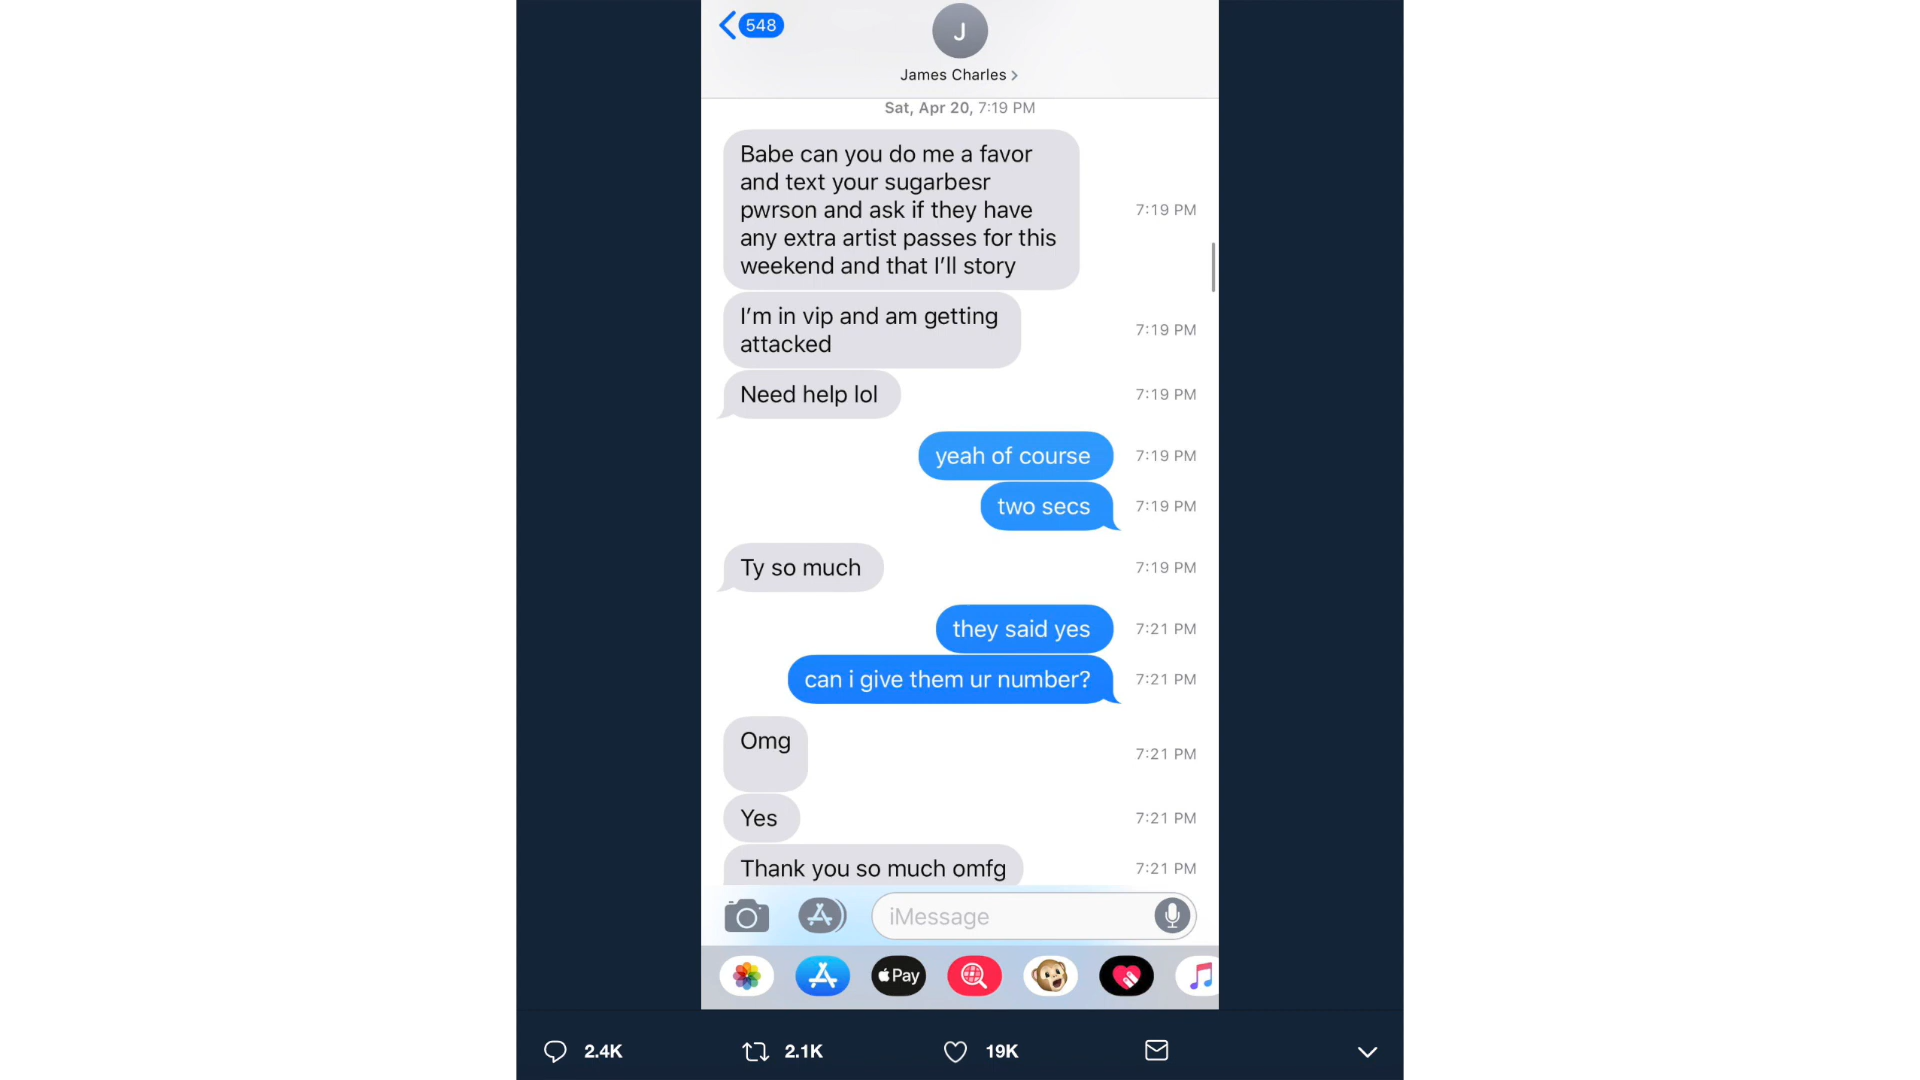 548
J
James Charles
Sat, Apr 20, 7:19 PM
Babe can you do me a favor
and text your sugarbesr
pwrson and ask if they have
any extra artist passes for this
weekend and that I’ll story
7:19 PM
I’m in vip and am getting
attacked
7:19 PM
Need help lol
7:19 PM
yeah of course
7:19 PM
two secs
7:19 PM
Ty so much
7:19 PM
they said yes
7:21 PM
can i give them ur number?
7:21 PM
Omg
7:21 PM
Yes
7:21 PM
Thank you so much omfg
7:21 PM
iMessage
Pay
2.4K
2.1K
19K